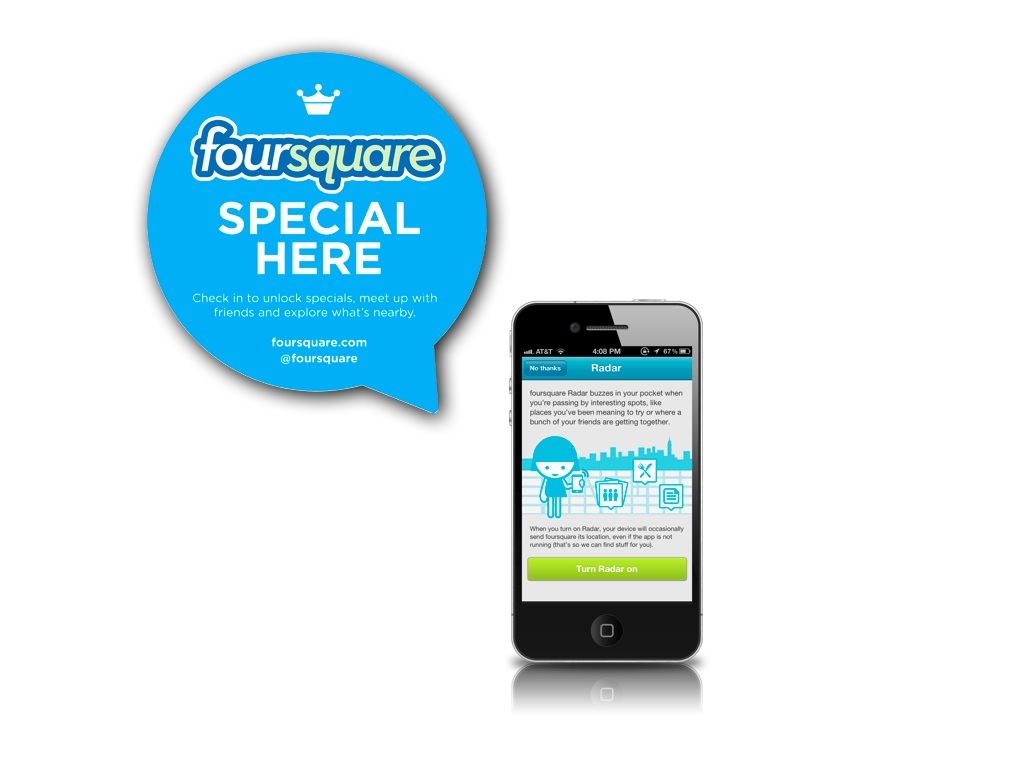 foursquare
SPECIAL
HERE
Check in to unlock specials, meet up with
friends and explore what's nearby.
foursquare.com
@foursquare
AT&T 4:08 PM 67%
No thanks Radar
foursquare Radar buzzes in your pocket when
you're passing by interesting spots, like
places you've been meaning to try or where a
bunch of your friends are getting together.
When you turn on Radar, your device will occasionally
send foursquare its location, even if the app is not
running (that's so we can find stuff for you).
Turn Radar on